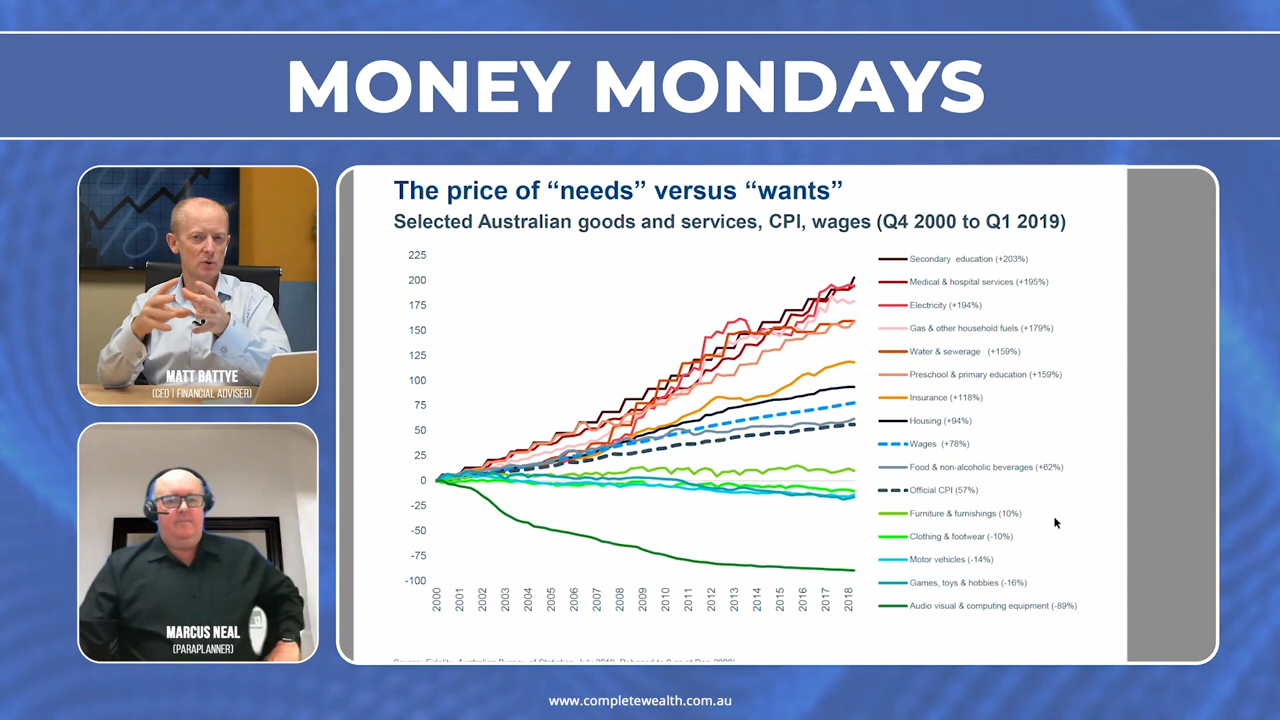 MONEY MONDAYS
MATT BATTYE
(CEO | FINANCIAL ADVISER)
MARCUS NEAL
(PARAPLANNER)
The price of “needs” versus “wants”
Selected Australian goods and services, CPI, wages (Q4 2000 to Q1 2019)
225
200
175
150
125
100
75
50
25
0
-25
-50
-75
-100
2000
2001
2002
2003
2004
2005
2006
2007
2008
2009
2010
2011
2012
2013
2014
2015
2016
2017
2018
Secondary education (+203%)
Medical & hospital services (+195%)
Electricity (+194%)
Gas & other household fuels (+179%)
Water & sewerage (+159%)
Preschool & primary education (+159%)
Insurance (+118%)
Housing (+94%)
Wages (+78%)
Food & non-alcoholic beverages (+62%)
Official CPI (57%)
Furniture & furnishings (10%)
Clothing & footwear (-10%)
Motor vehicles (-14%)
Games, toys & hobbies (-16%)
Audio visual & computing equipment (-89%)
www.completewealth.com.au